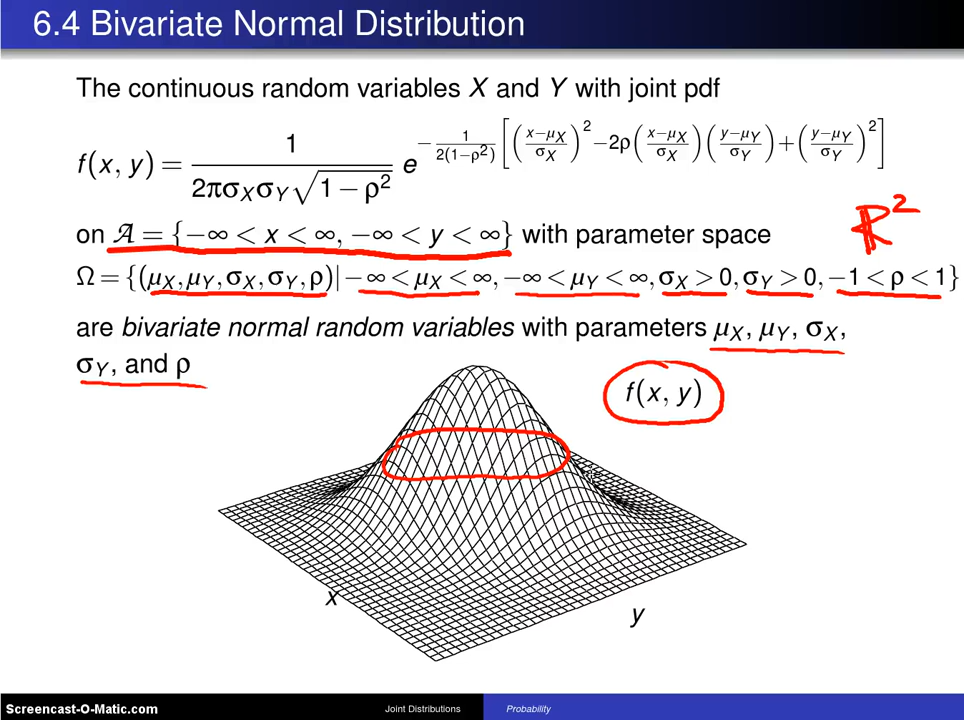 6.4 Bivariate Normal Distribution
The continuous random variables X and Y with joint pdf
f(x, y) = 1 / (2πσ_Xσ_Y√(1 − ρ²)) e^{−1/(2(1−ρ²)) [((x−μ_X)/σ_X)² −2ρ((x−μ_X)/σ_X)((y−μ_Y)/σ_Y)+((y−μ_Y)/σ_Y)²]}
on 𝒜 = {−∞ < x < ∞, −∞ < y < ∞} with parameter space
ℝ²
Ω = {(μ_X, μ_Y, σ_X, σ_Y, ρ)| −∞ < μ_X < ∞, −∞ < μ_Y < ∞, σ_X > 0, σ_Y > 0, −1 < ρ < 1}
are bivariate normal random variables with parameters μ_X, μ_Y, σ_X,
σ_Y, and ρ
f(x, y)
x
y
Screencast-O-Matic.com Joint Distributions Probability